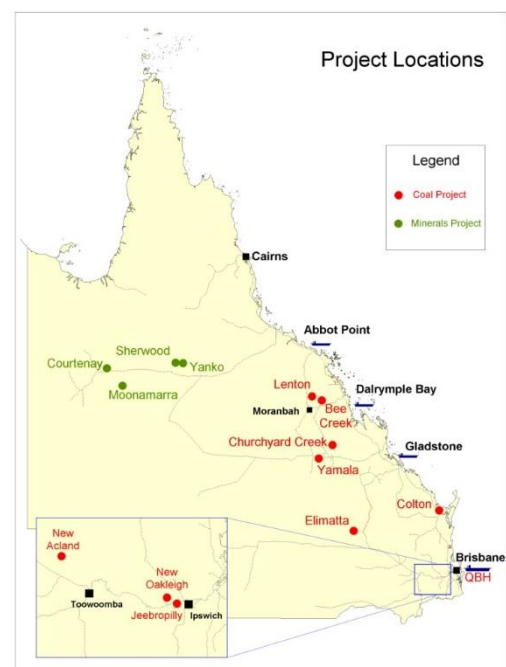 Project Locations
Legend
Coal Project
Minerals Project
Cairns
Abbot Point
Sherwood
Courtenay
Yanko
Moonamarra
Lenton
Dalrymple Bay
Moranbah
Bee
Creek
Churchyard Creek
Gladstone
Yamala
Colton
Elimatta
New
Acland
New
Oakleigh
Toowoomba
Ipswich
Jeebropilly
Brisbane
QBH